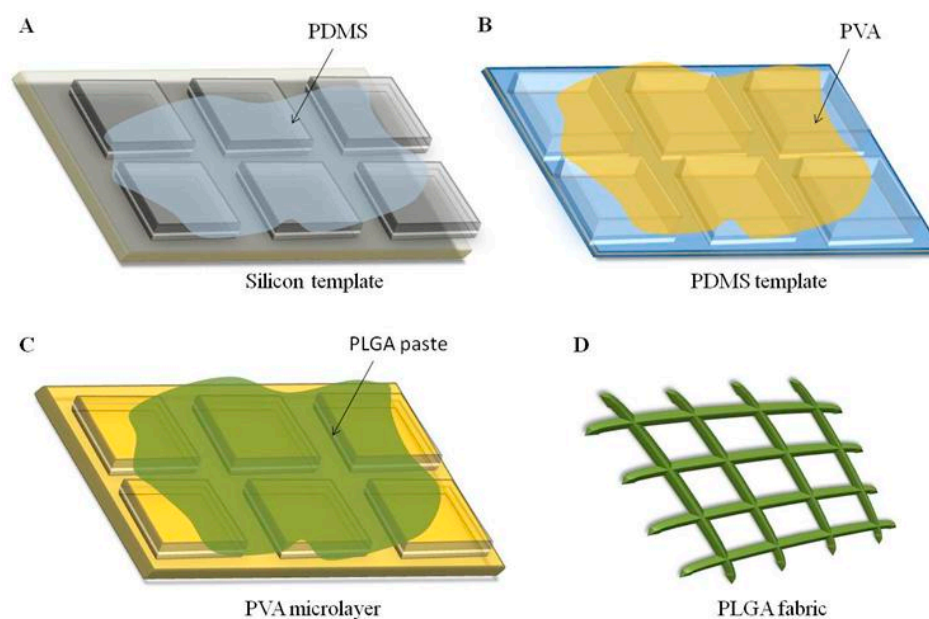 A
PDMS
Silicon template
B
PVA
PDMS template
C
PLGA paste
PVA microlayer
D
PLGA fabric